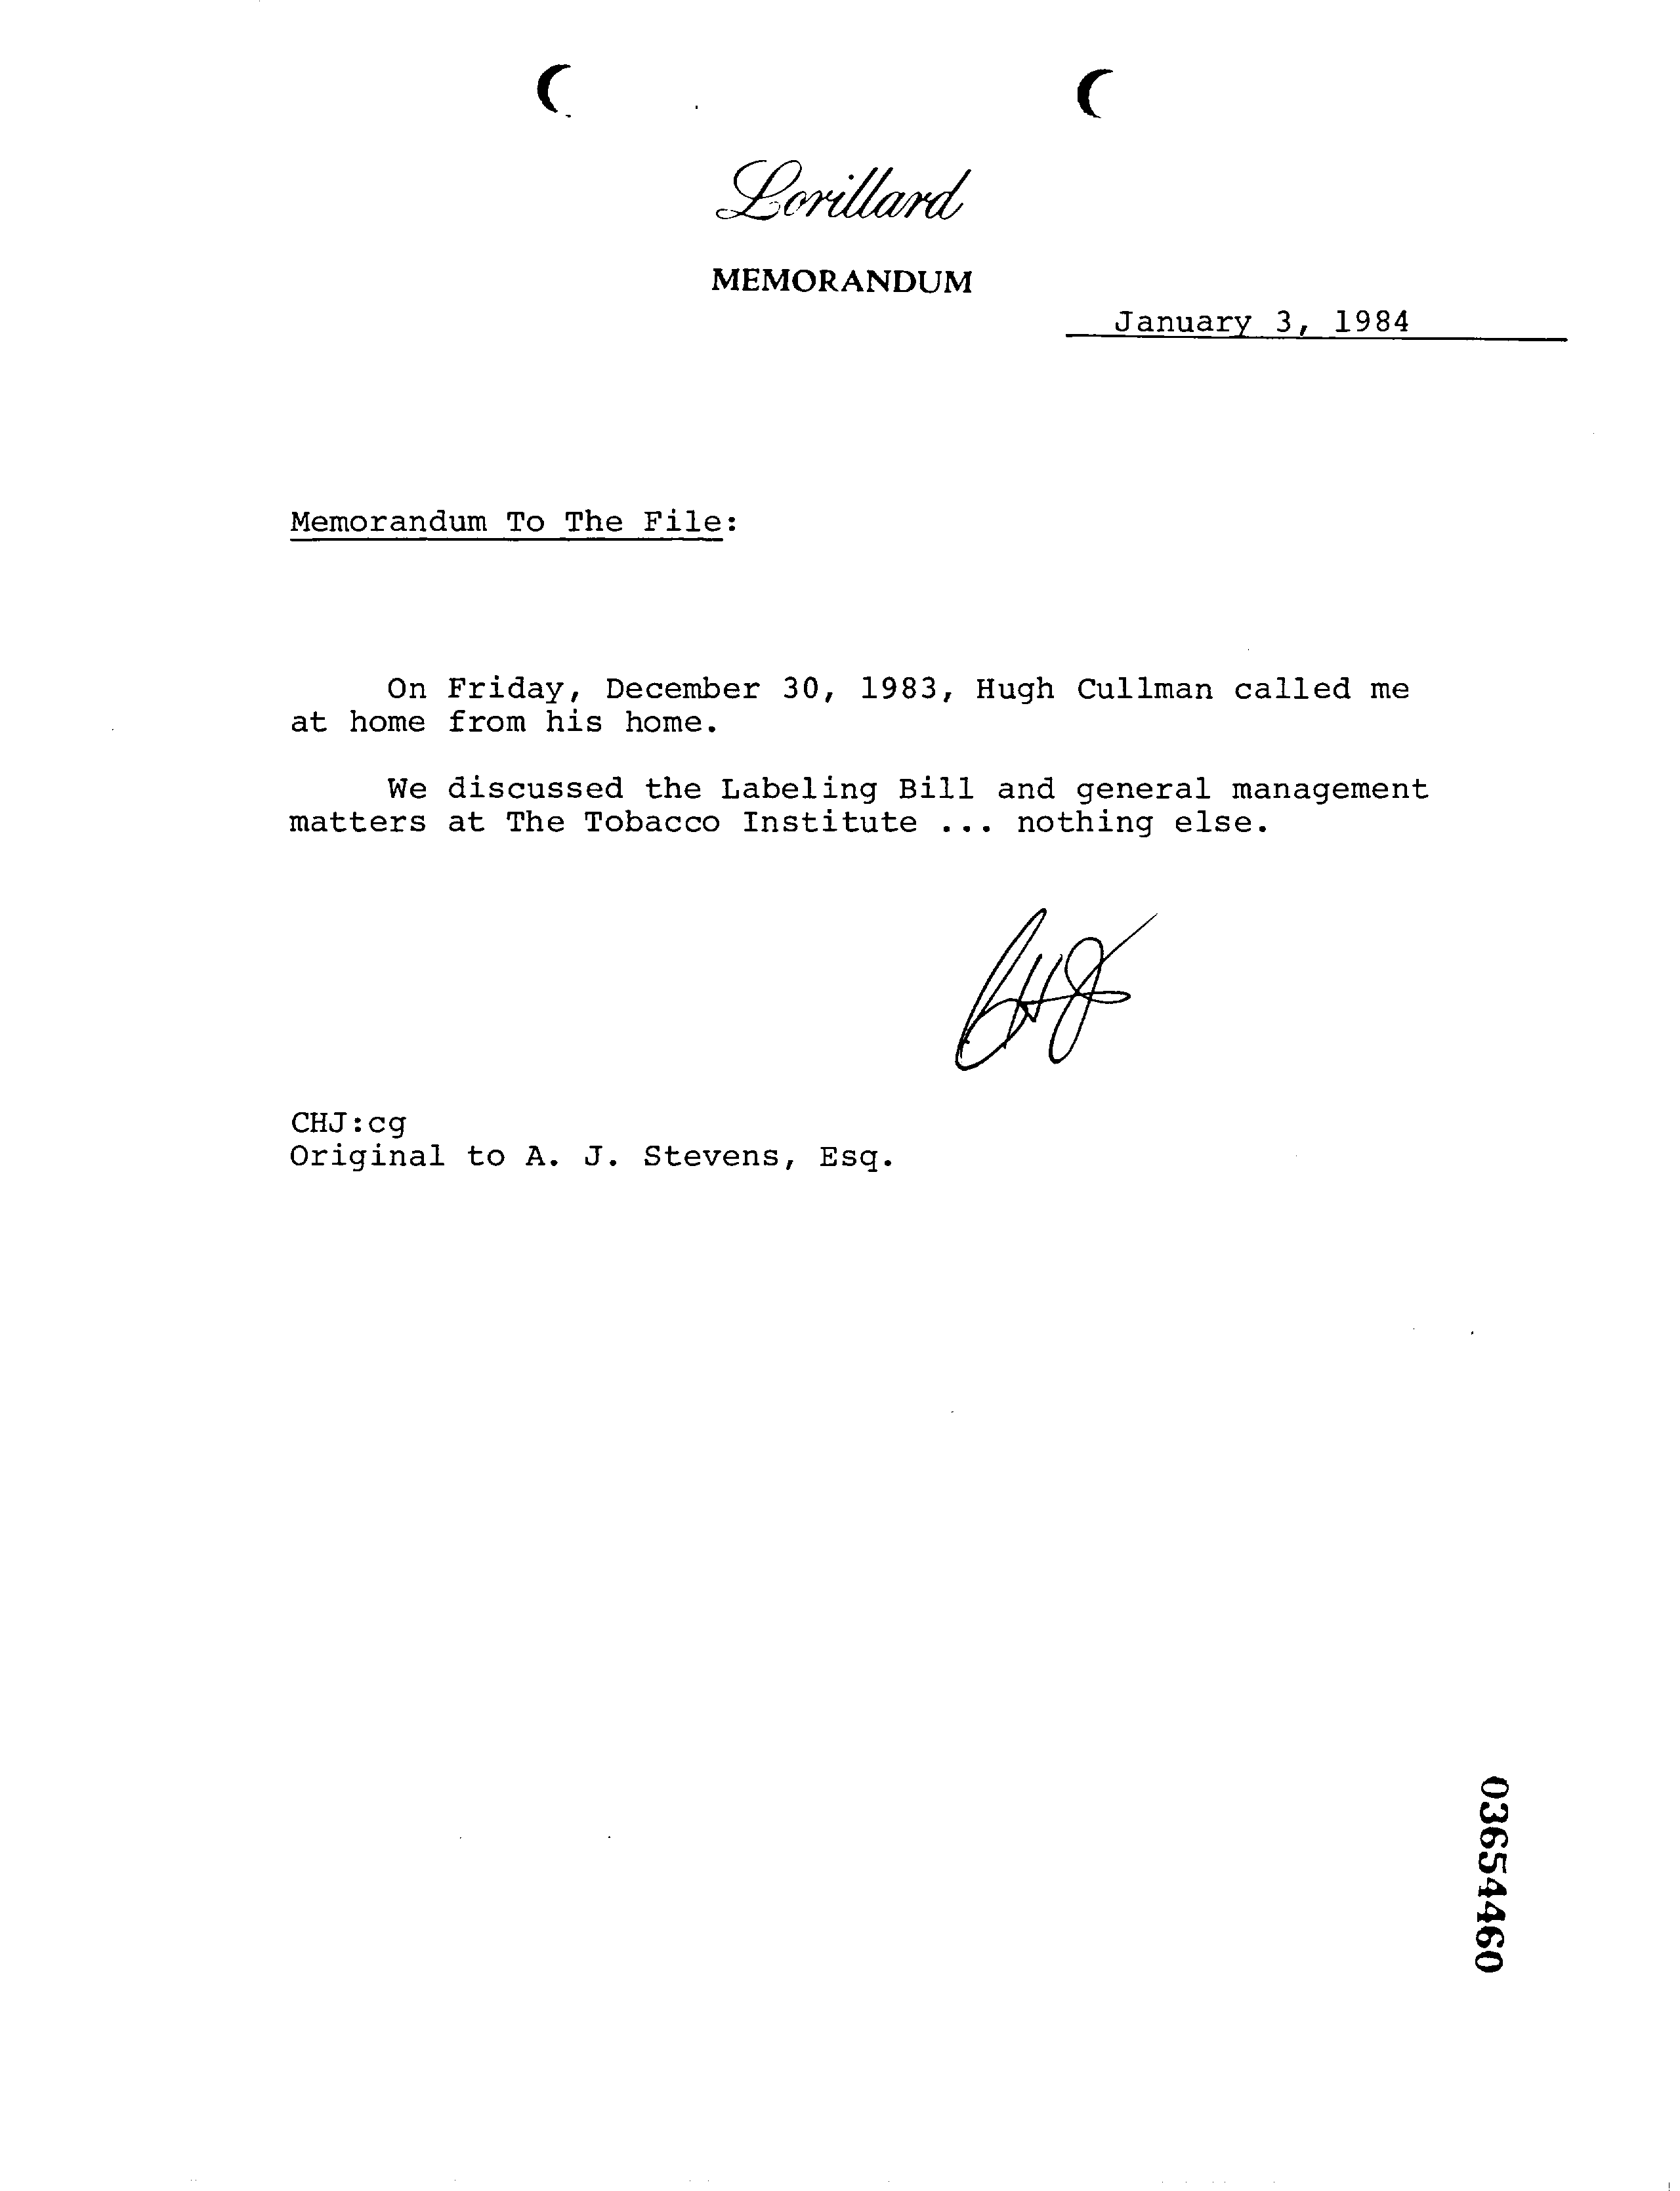 Lorillard
MEMORANDUM
January 3, 1984
Memorandum To The File:
On Friday, December 30, 1983, Hugh Cullman called me
at home from his home.
We discussed the Labeling Bill and general management
matters at The Tobacco Institute ... nothing else.
CHJ
CHJ:cg
Original to A. J. Stevens, Esq.
03654460